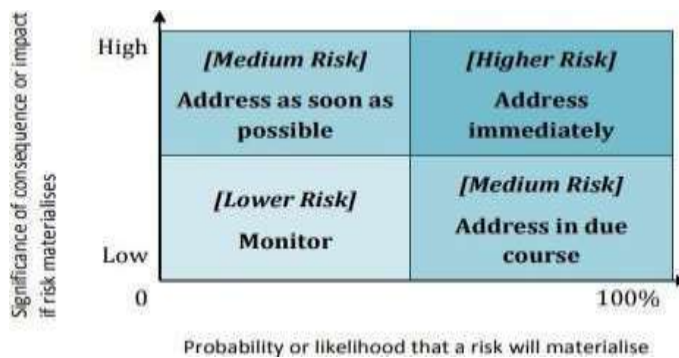 Significance of consequence or impact
if risk materialises
High
[Medium Risk]
Address as soon as
possible
[Higher Risk]
Address
immediately
[Lower Risk]
Monitor
[Medium Risk]
Address in due
course
Low
0
100%
Probability or likelihood that a risk will materialise